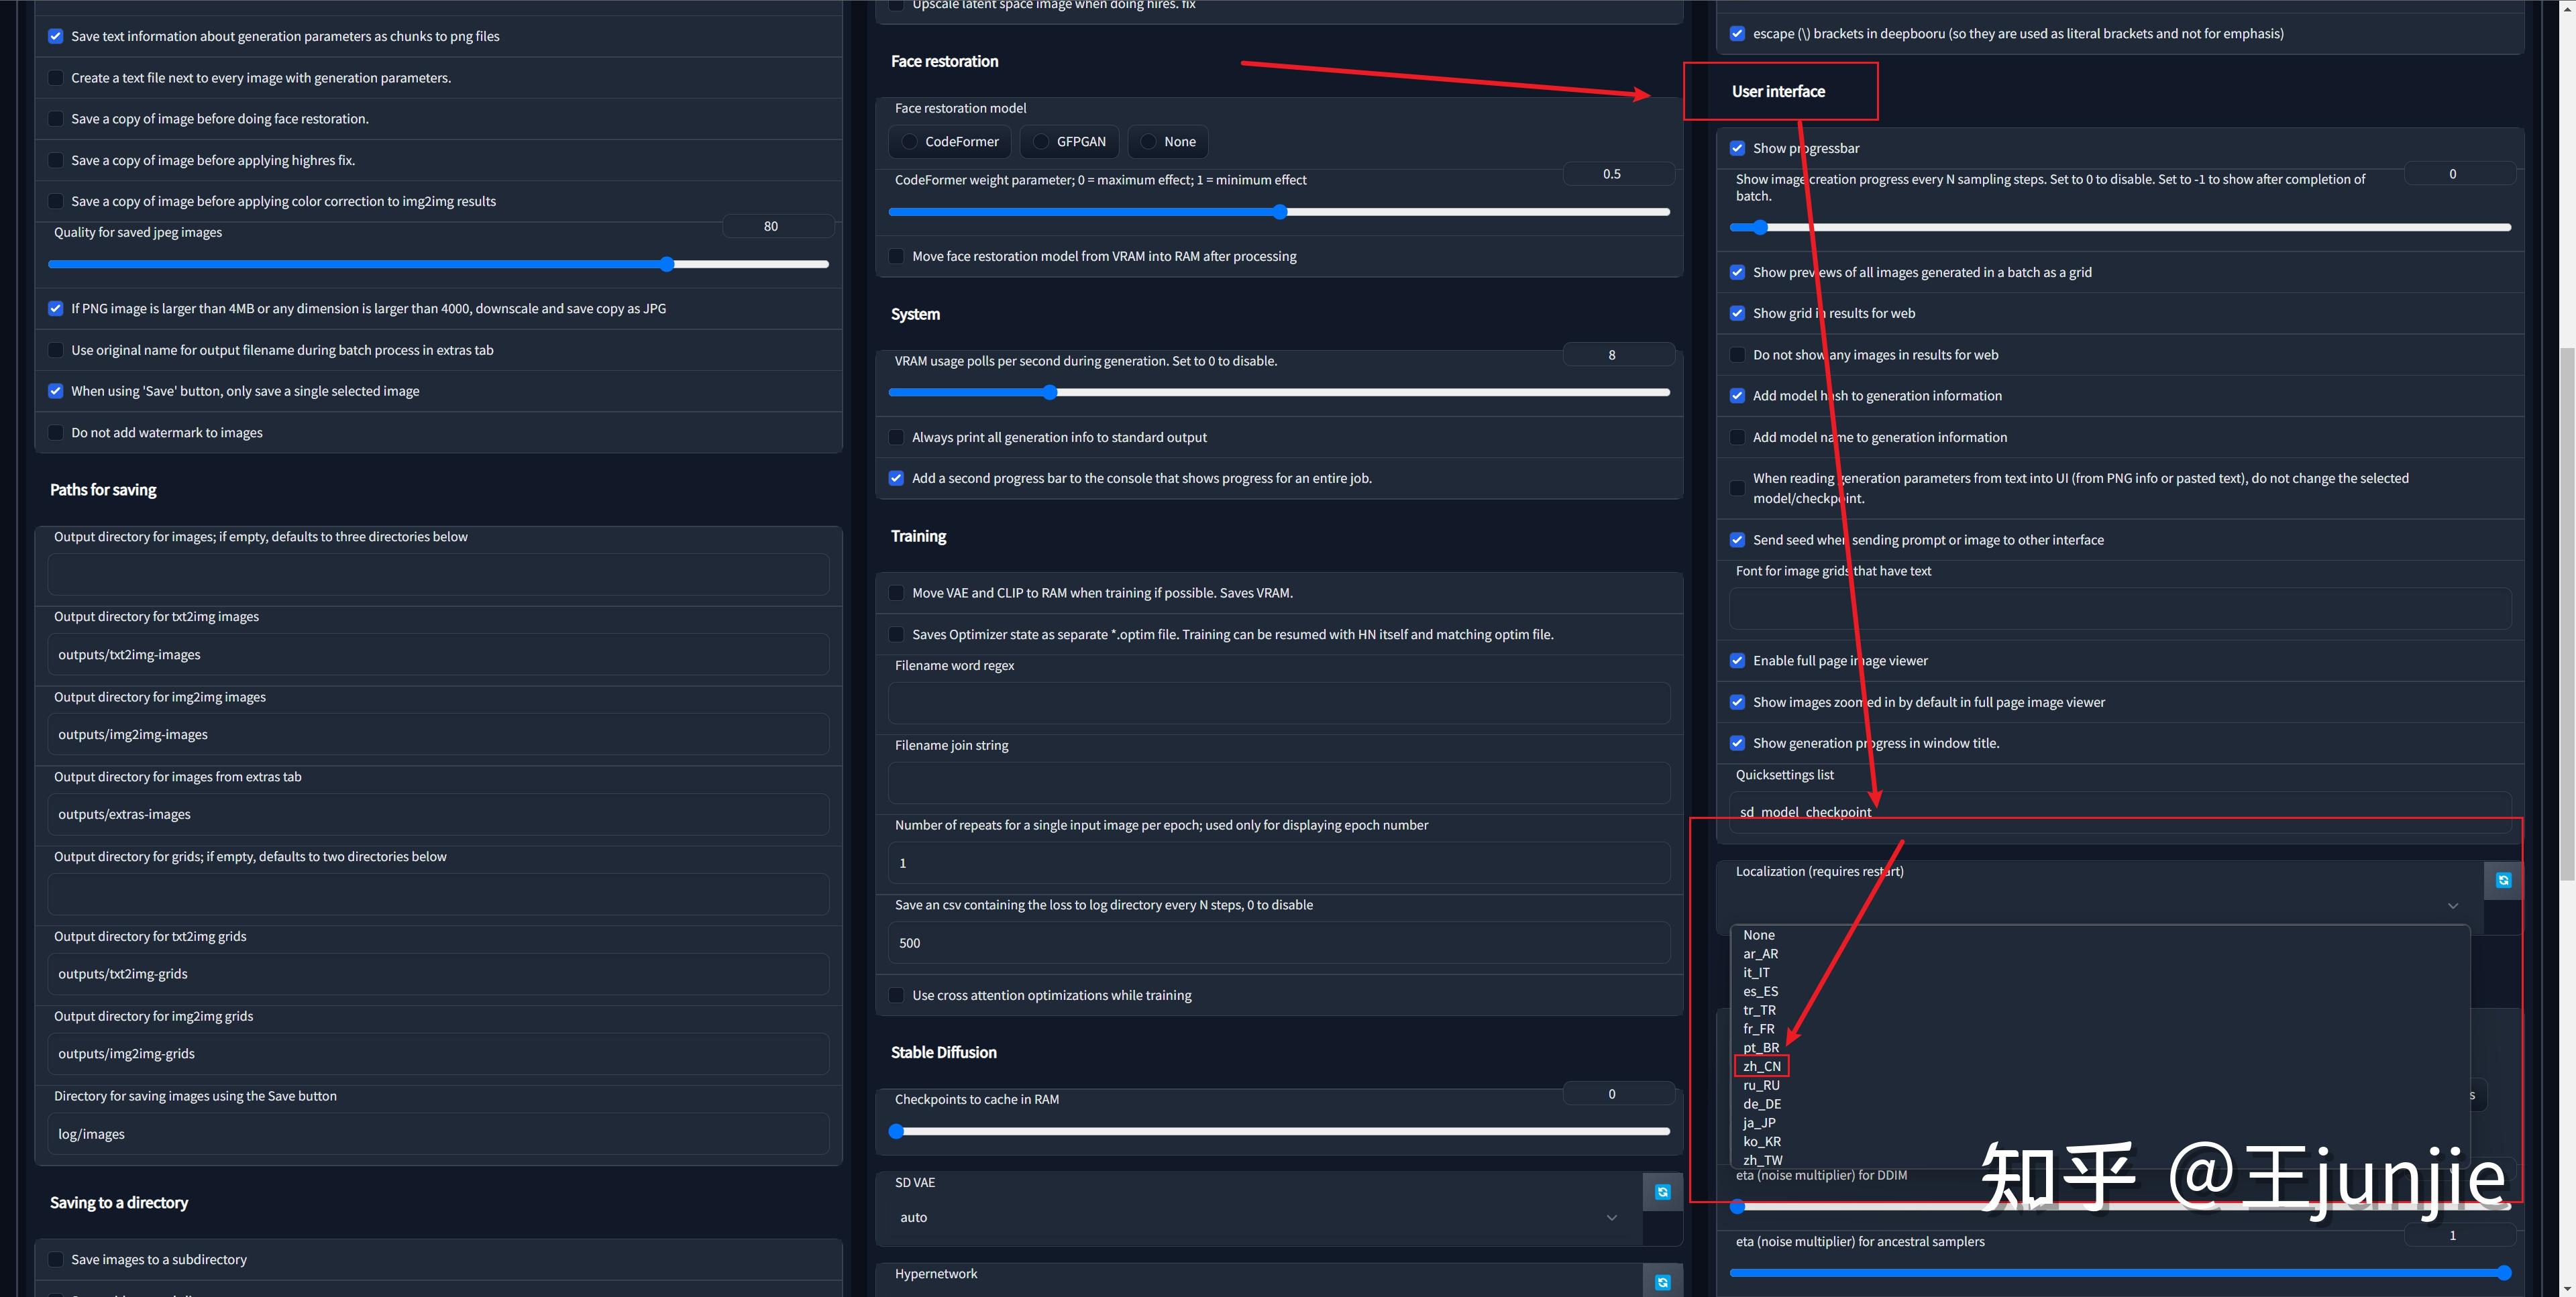 Save text information about generation parameters as chunks to png files
Create a text file next to every image with generation parameters.
Save a copy of image before doing face restoration.
Save a copy of image before applying highres fix.
Save a copy of image before applying color correction to img2img results
Quality for saved jpeg images
80
If PNG image is larger than 4MB or any dimension is larger than 4000, downscale and save copy as JPG
Use original name for output filename during batch process in extras tab
When using 'Save' button, only save a single selected image
Do not add watermark to images
Paths for saving
Output directory for images; if empty, defaults to three directories below
Output directory for txt2img images
outputs/txt2img-images
Output directory for img2img images
outputs/img2img-images
Output directory for images from extras tab
outputs/extras-images
Output directory for grids; if empty, defaults to two directories below
Output directory for txt2img grids
outputs/txt2img-grids
Output directory for img2img grids
outputs/img2img-grids
Directory for saving images using the Save button
log/images
Saving to a directory
Save images to a subdirectory
Upscale latent space image when doing hires. fix
Face restoration
Face restoration model
CodeFormer
GFPGAN
None
CodeFormer weight parameter; 0 = maximum effect; 1 = minimum effect
0.5
Move face restoration model from VRAM into RAM after processing
System
VRAM usage polls per second during generation. Set to 0 to disable.
8
Always print all generation info to standard output
Add a second progress bar to the console that shows progress for an entire job.
Training
Move VAE and CLIP to RAM when training if possible. Saves VRAM.
Saves Optimizer state as separate *.optim file. Training can be resumed with HN itself and matching optim file.
Filename word regex
Filename join string
Number of repeats for a single input image per epoch; used only for displaying epoch number
1
Save an csv containing the loss to log directory every N steps, 0 to disable
500
Use cross attention optimizations while training
Stable Diffusion
Checkpoints to cache in RAM
0
SD VAE
auto
Hypernetwork
escape (\) brackets in deepbooru (so they are used as literal brackets and not for emphasis)
User interface
Show progressbar
Show image creation progress every N sampling steps. Set to 0 to disable. Set to -1 to show after completion of
batch.
0
Show previews of all images generated in a batch as a grid
Show grid in results for web
Do not show any images in results for web
Add model hash to generation information
Add model name to generation information
When reading generation parameters from text into UI (from PNG info or pasted text), do not change the selected
model/checkpoint.
Send seed when sending prompt or image to other interface
Font for image grids that have text
Enable full page image viewer
Show images zoomed in by default in full page image viewer
Show generation progress in window title.
Quicksettings list
sd_model_checkpoint
Localization (requires restart)
None
ar_AR
it_IT
es_ES
tr_TR
fr_FR
pt_BR
zh_CN
ru_RU
de_DE
ja_JP
ko_KR
zh_TW
eta (noise multiplier) for DDIM
eta (noise multiplier) for ancestral samplers
1
知乎 @王junjie